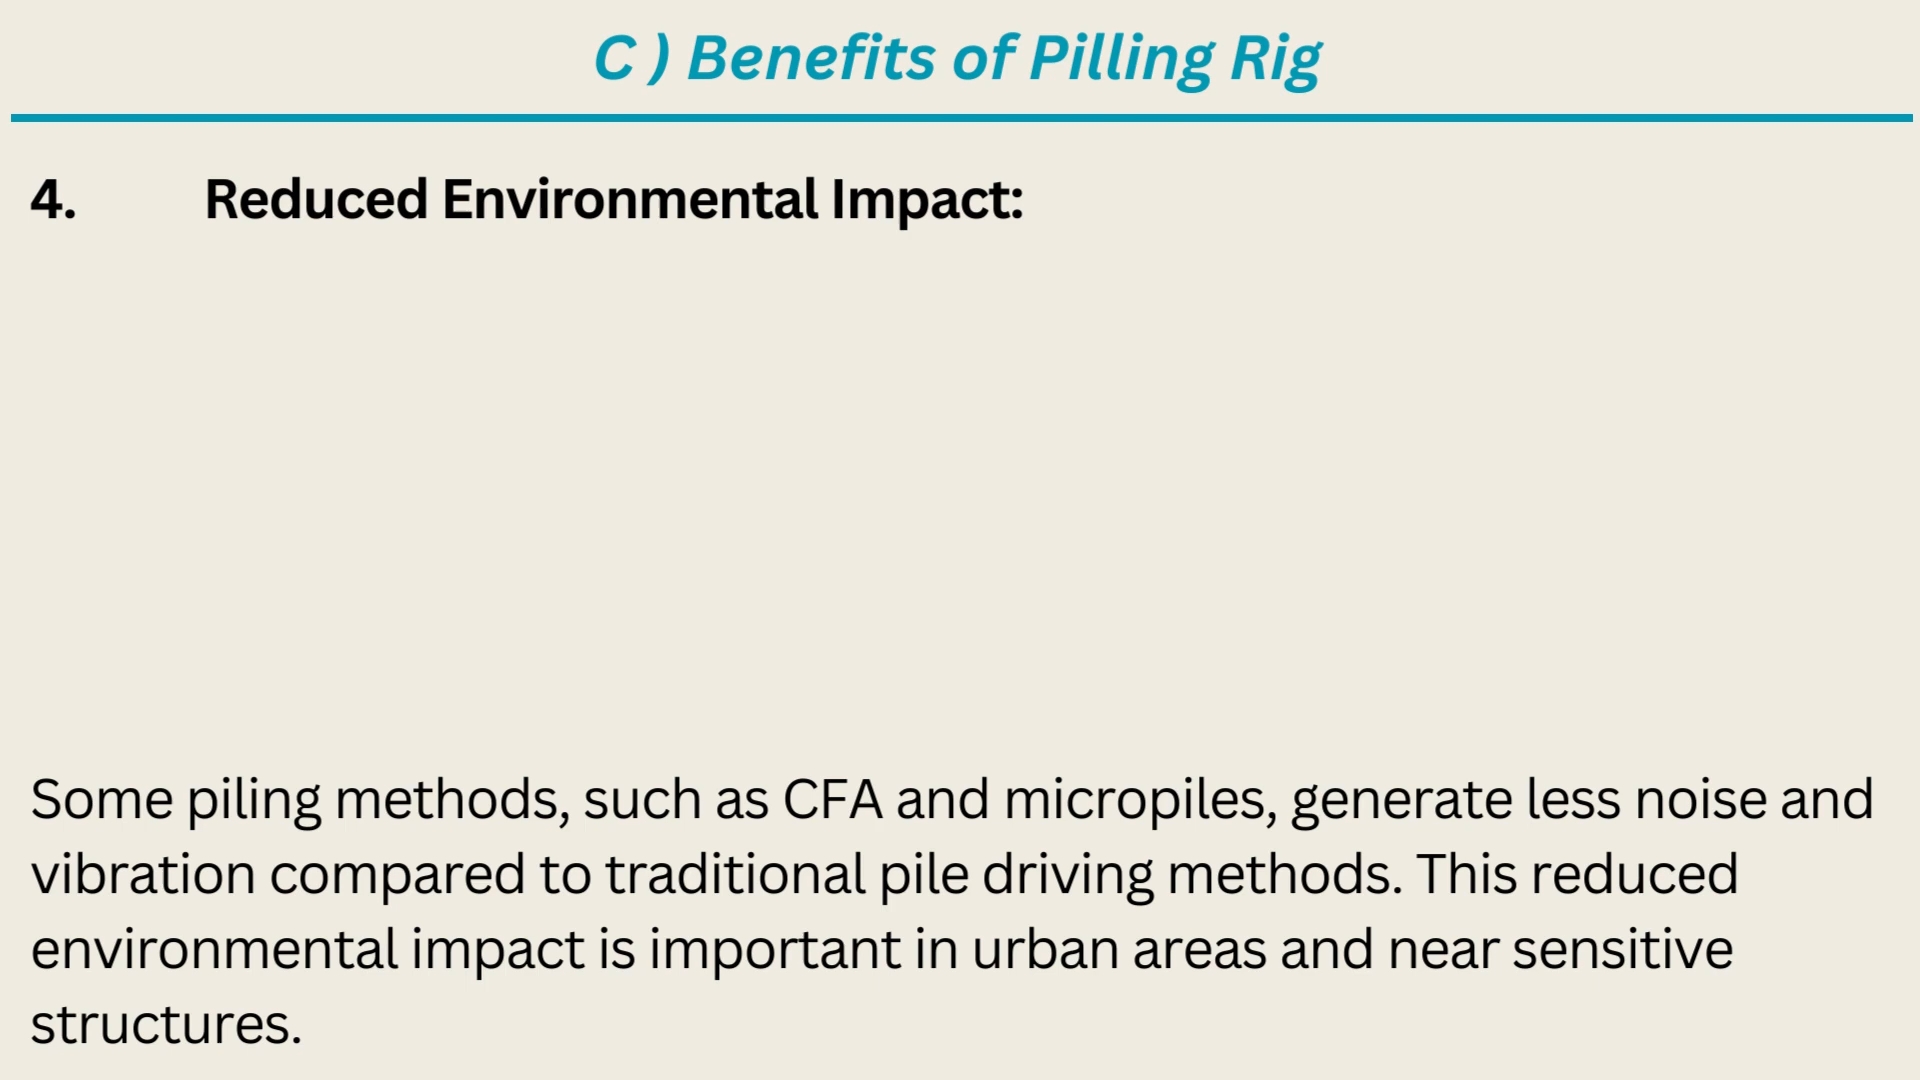 C ) Benefits of Pilling Rig
4. Reduced Environmental Impact:
Some piling methods, such as CFA and micropiles, generate less noise and
vibration compared to traditional pile driving methods. This reduced
environmental impact is important in urban areas and near sensitive
structures.